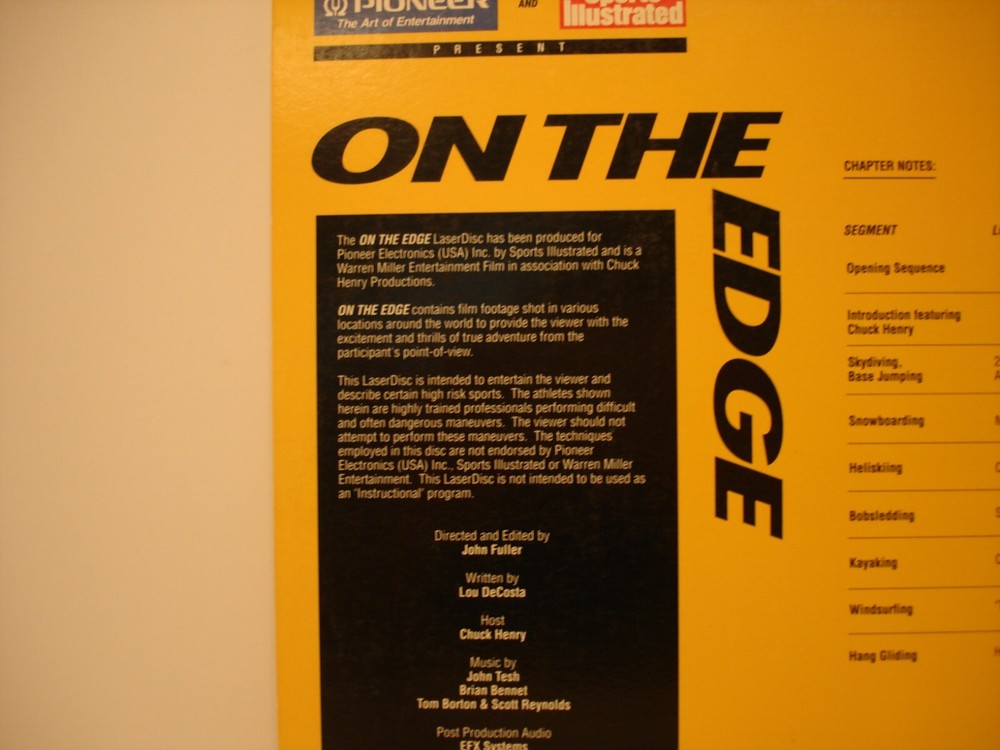 PIONEER
The Art of Entertainment
AND
Sports
Illustrated
PRESENT
ON THE
EDGE
The ON THE EDGE LaserDisc has been produced for
Pioneer Electronics (USA) Inc. by Sports Illustrated and is a
Warren Miller Entertainment Film in association with Chuck
Henry Productions.
ON THE EDGE contains film footage shot in various
locations around the world to provide the viewer with the
excitement and thrills of true adventure from the
participant's point-of-view.
This LaserDisc is intended to entertain the viewer and
describe certain high risk sports. The athletes shown
herein are highly trained professionals performing difficult
and often dangerous maneuvers. The viewer should not
attempt to perform these maneuvers. The techniques
employed in this disc are not endorsed by Pioneer
Electronics (USA) Inc., Sports Illustrated or Warren Miller
Entertainment. This LaserDisc is not intended to be used as
an "Instructional" program.
Directed and Edited by
John Fuller
Written by
Lou DeCosta
Host
Chuck Henry
Music by
John Tesh
Brian Bennet
Tom Borton & Scott Reynolds
Post Production Audio
EFX Systems
CHAPTER NOTES:
SEGMENT
Opening Sequence
Introduction featuring
Chuck Henry
Skydiving,
Base Jumping
Snowboarding
Heliskiing
Bobsledding
Kayaking
Windsurfing
Hang Gliding